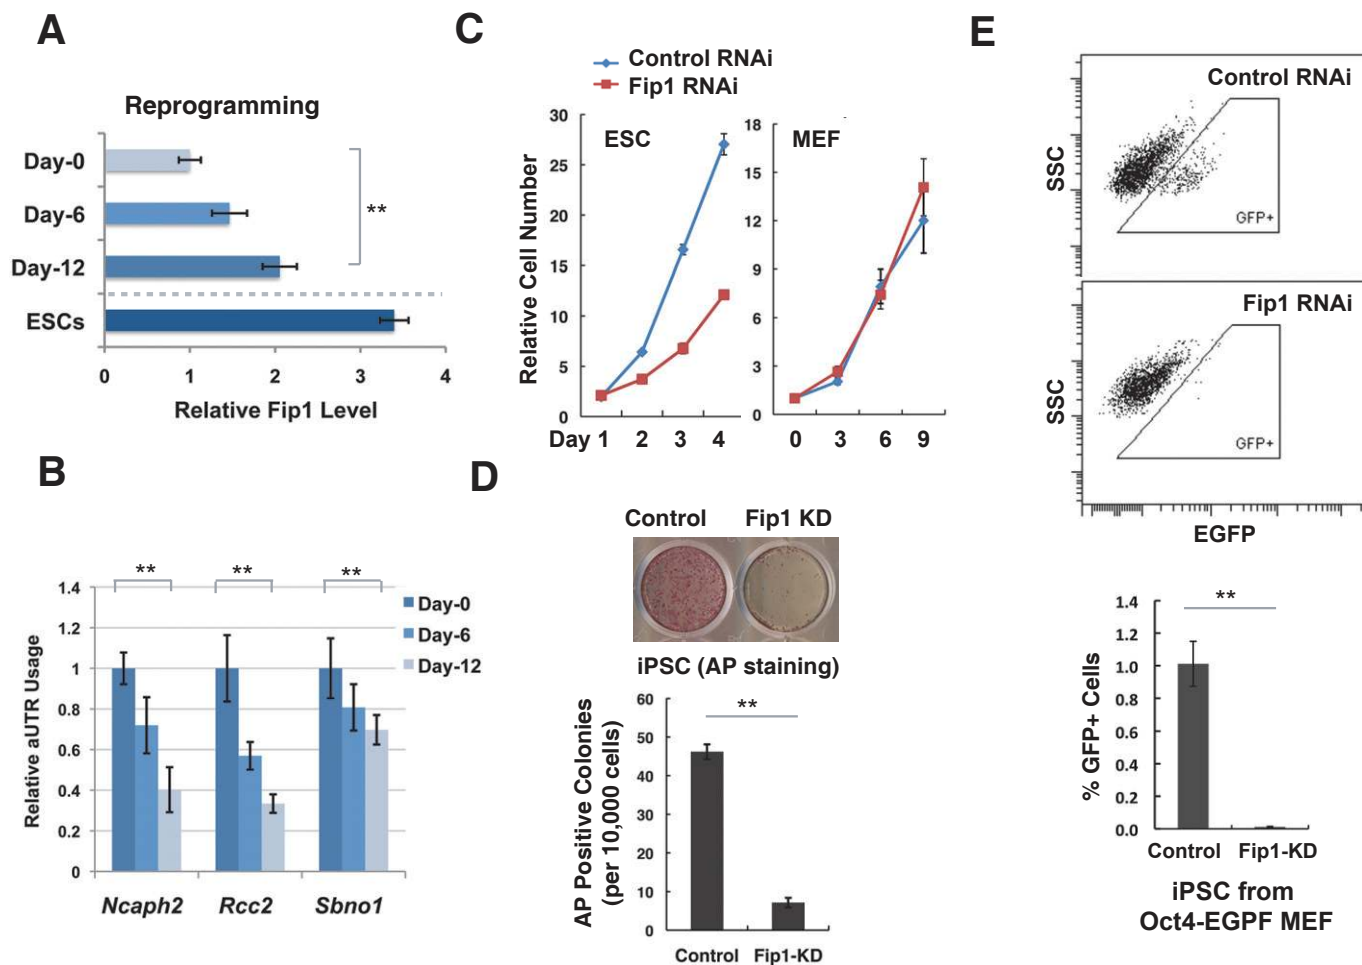 A
Reprogramming
Day-0
Day-6
Day-12
ESCs
**
0 1 2 3 4
Relative Fip1 Level
B
1.4
1.2
1
0.8
0.6
0.4
0.2
0
Relative aUTR Usage
** ** **
Day-0
Day-6
Day-12
Ncaph2 Rcc2 Sbno1
C
Control RNAi
Fip1 RNAi
Relative Cell Number
30
25
20
15
10
5
0
ESC
Day 1 2 3 4
18
15
12
9
6
3
0
MEF
0 3 6 9
D
Control Fip1 KD
iPSC (AP staining)
AP Positive Colonies
(per 10,000 cells)
60
50
40
30
20
10
0
**
Control Fip1-KD
E
Control RNAi
SSC
GFP+
Fip1 RNAi
SSC
GFP+
EGFP
% GFP+ Cells
1.4
1.2
1.0
0.8
0.6
0.4
0.2
0.0
**
Control Fip1-KD
iPSC from
Oct4-EGPF MEF